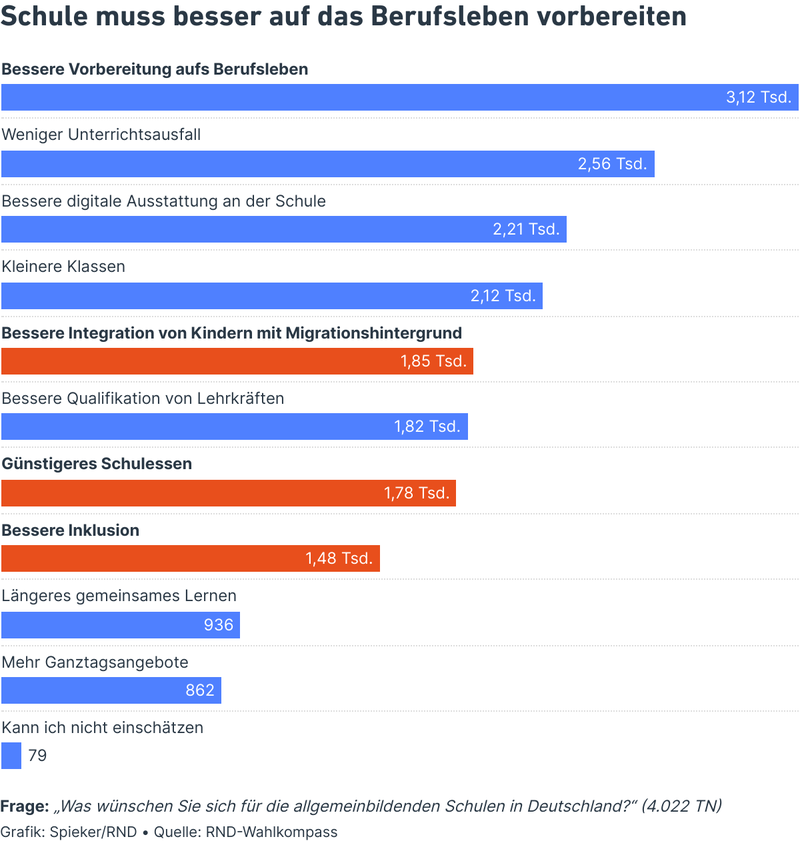 Schule muss besser auf das Berufsleben vorbereiten
Bessere Vorbereitung aufs Berufsleben
3,12 Tsd.
Weniger Unterrichtsausfall
2,56 Tsd.
Bessere digitale Ausstattung an der Schule
2,21 Tsd.
Kleinere Klassen
2,12 Tsd.
Bessere Integration von Kindern mit Migrationshintergrund
1,85 Tsd.
Bessere Qualifikation von Lehrkräften
1,82 Tsd.
Günstigeres Schulessen
1,78 Tsd.
Bessere Inklusion
1,48 Tsd.
Längeres gemeinsames Lernen
936
Mehr Ganztagsangebote
862
Kann ich nicht einschätzen
79
Frage: „Was wünschen Sie sich für die allgemeinbildenden Schulen in Deutschland?“ (4.022 TN)
Grafik: Spieker/RND • Quelle: RND-Wahlkompass